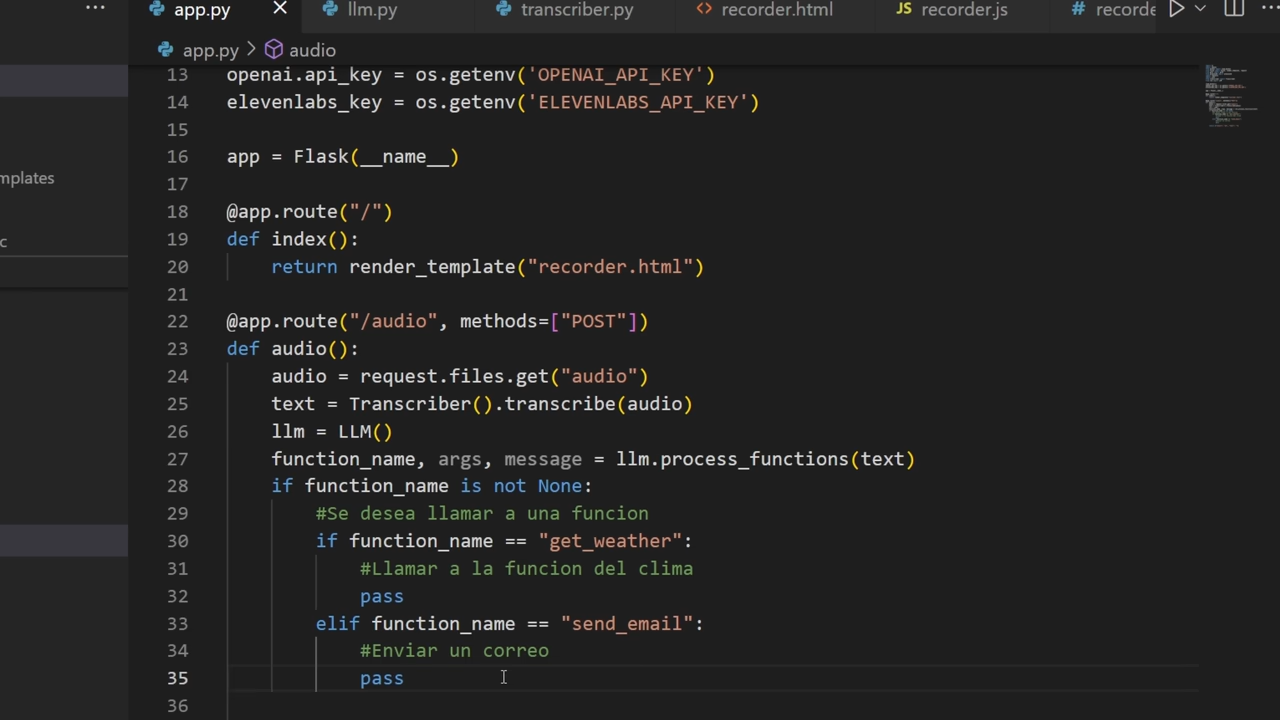 app.py
llm.py
transcriber.py
recorder.html
JS recorder.js
# recorde
app.py > audio
mplates
c
13 openai.api_key = os.getenv('OPENAI_API_KEY')
14 elevenlabs_key = os.getenv('ELEVENLABS_API_KEY')
15
16 app = Flask(__name__)
17
18 @app.route("/")
19 def index():
20 return render_template("recorder.html")
21
22 @app.route("/audio", methods=["POST"])
23 def audio():
24 audio = request.files.get("audio")
25 text = Transcriber().transcribe(audio)
26 llm = LLM()
27 function_name, args, message = llm.process_functions(text)
28 if function_name is not None:
29 #Se desea llamar a una funcion
30 if function_name == "get_weather":
31 #Llamar a la funcion del clima
32 pass
33 elif function_name == "send_email":
34 #Enviar un correo
35 pass
36